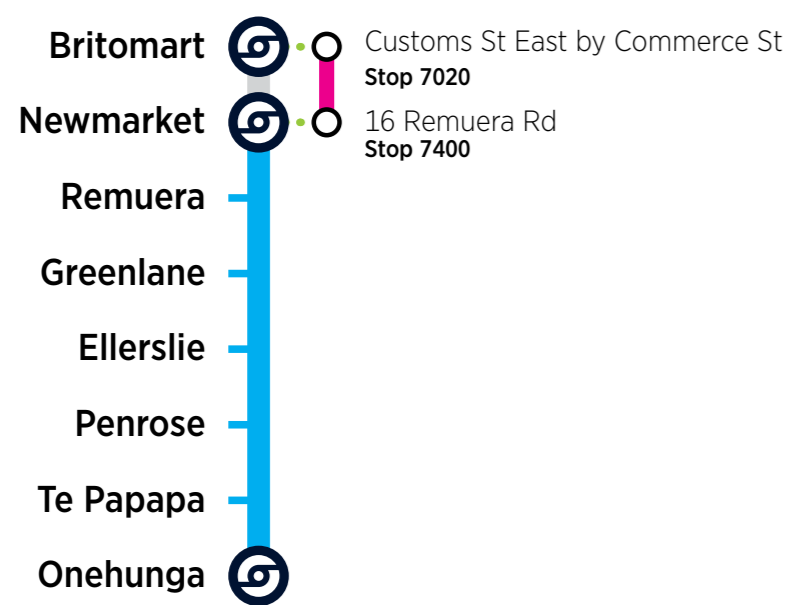 Britomart
Customs St East by Commerce St
Stop 7020
Newmarket
16 Remuera Rd
Stop 7400
Remuera
Greenlane
Ellerslie
Penrose
Te Papapa
Onehunga